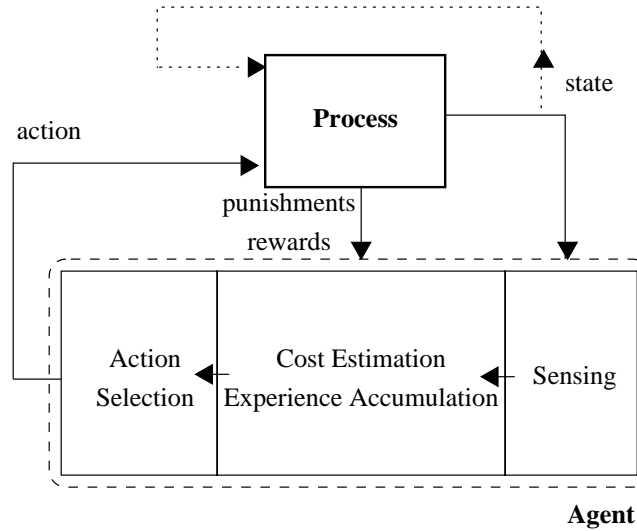 state
Process
action
punishments
rewards
Action
Selection
Cost Estimation
Experience Accumulation
Sensing
Agent